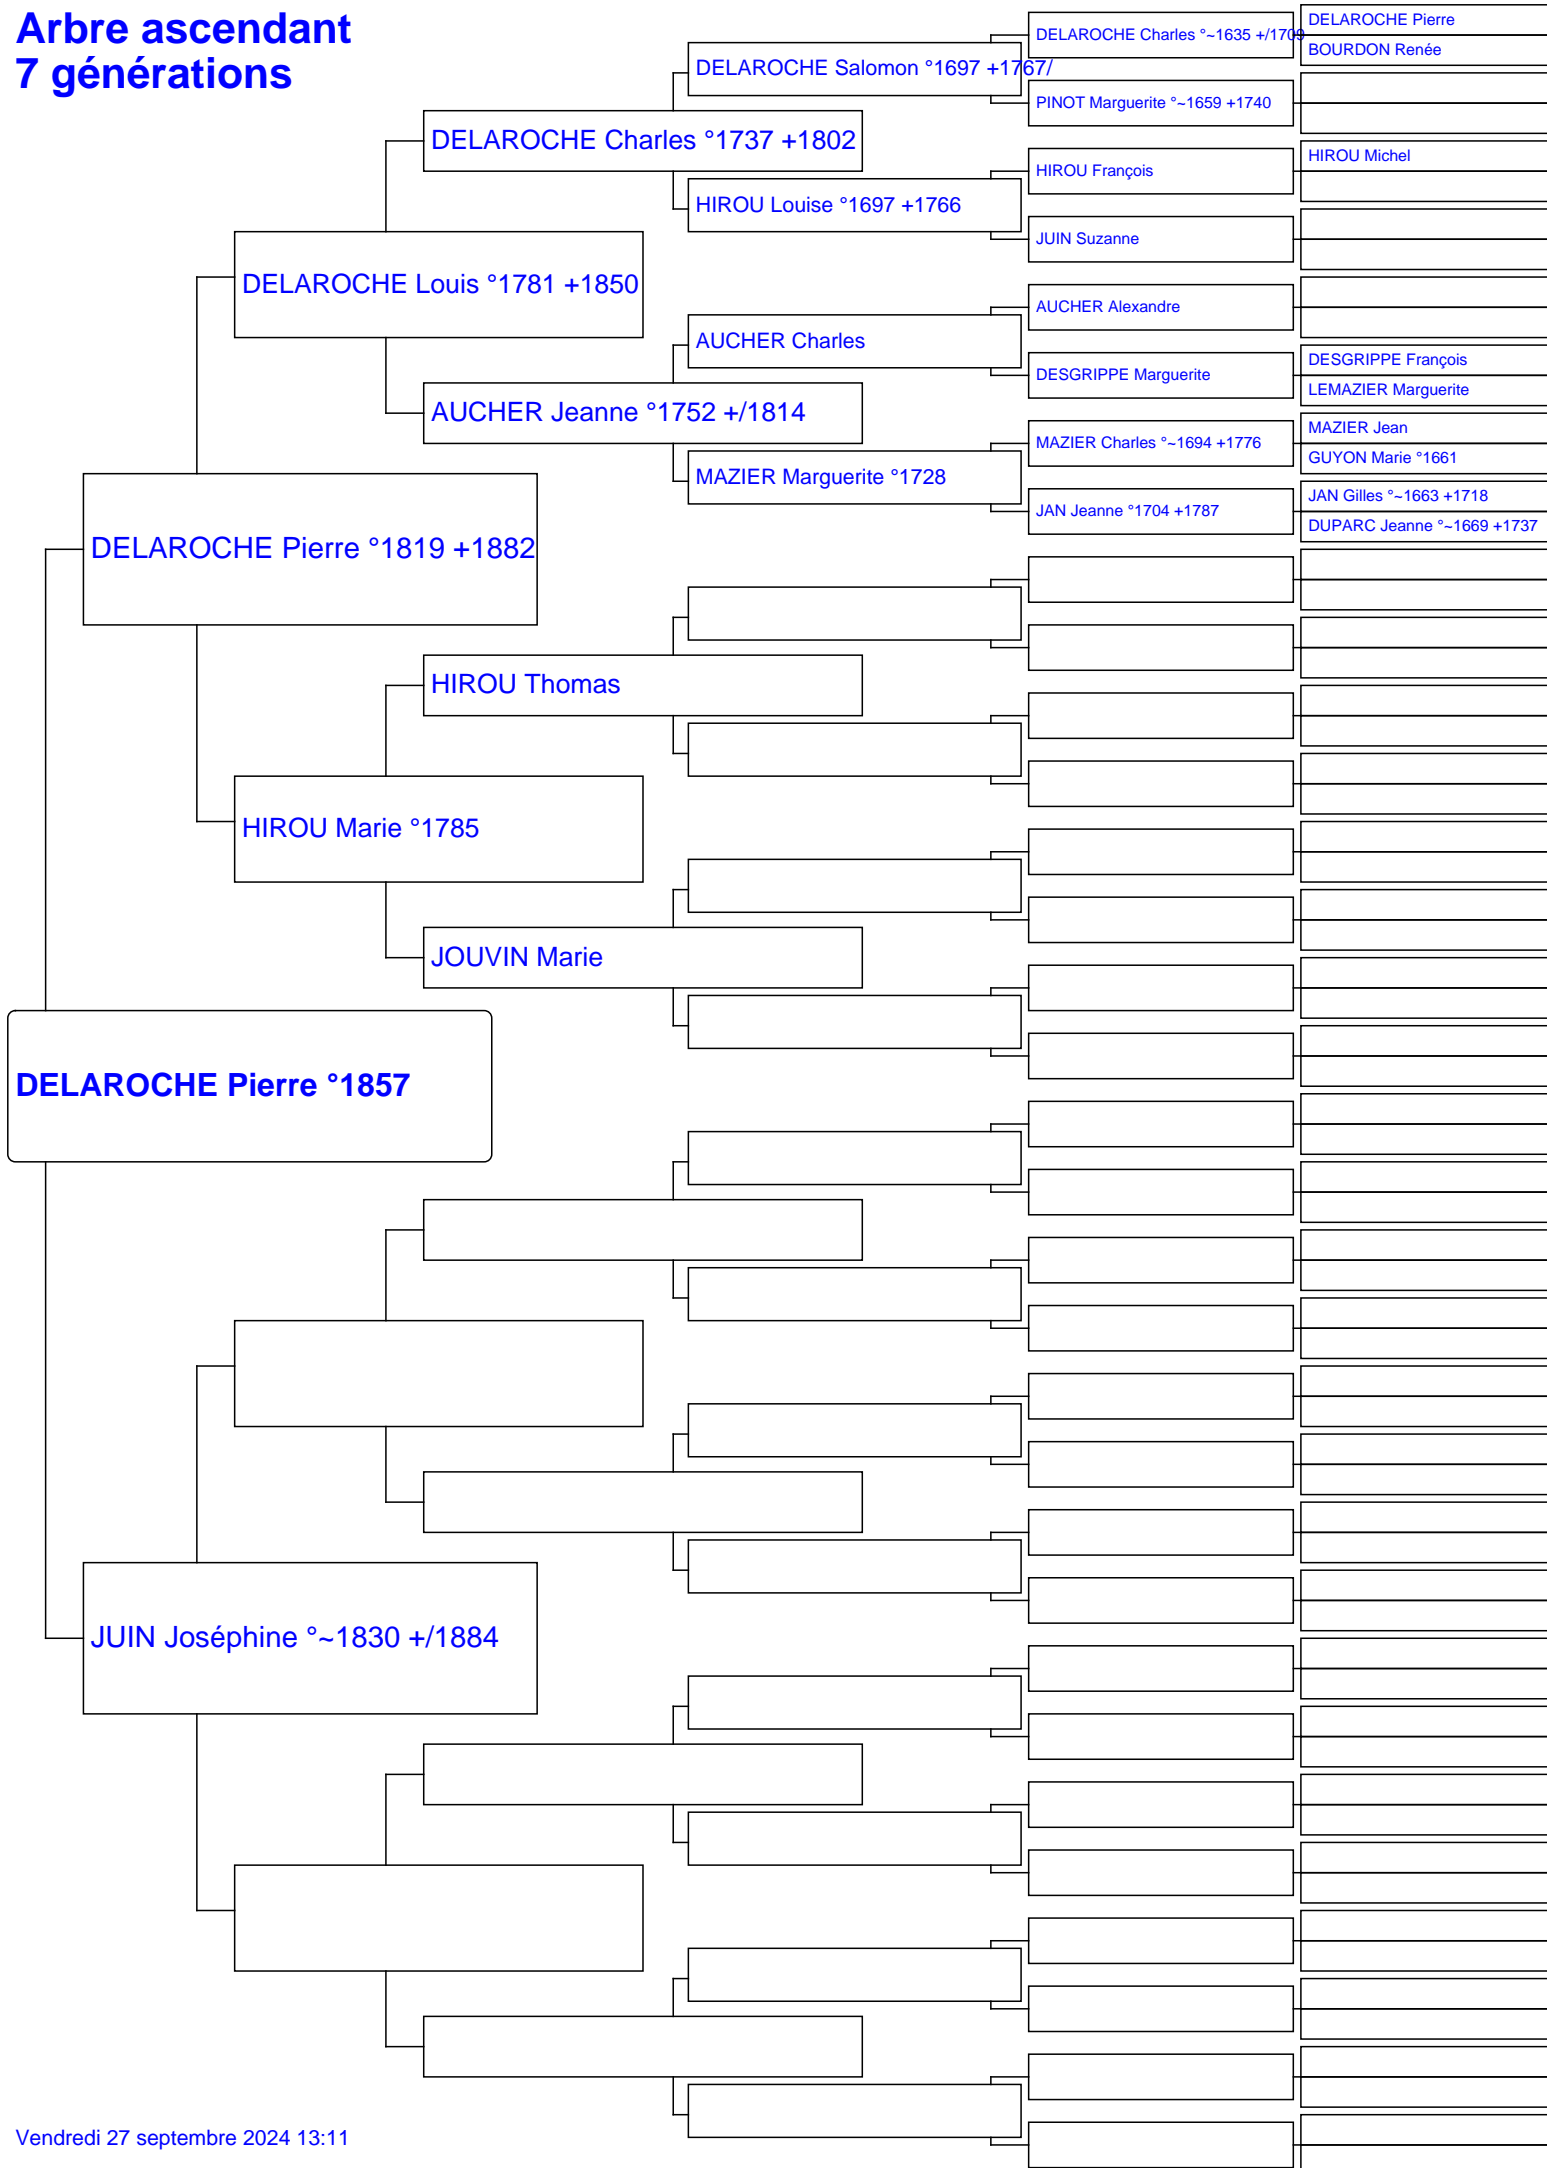 Arbre ascendant
7 générations
DELAROCHE Pierre
DELAROCHE Charles °~1635 +/1709
BOURDON Renée
DELAROCHE Salomon °1697 +1767/
PINOT Marguerite °~1659 +1740
DELAROCHE Charles °1737 +1802
HIROU Michel
HIROU François
HIROU Louise °1697 +1766
JUIN Suzanne
DELAROCHE Louis °1781 +1850
AUCHER Alexandre
AUCHER Charles
DESGRIPPE François
DESGRIPPE Marguerite
LEMAZIER Marguerite
AUCHER Jeanne °1752 +/1814
MAZIER Jean
MAZIER Charles °~1694 +1776
GUYON Marie °1661
MAZIER Marguerite °1728
JAN Gilles °~1663 +1718
JAN Jeanne °1704 +1787
DUPARC Jeanne °~1669 +1737
DELAROCHE Pierre °1819 +1882
HIROU Thomas
HIROU Marie °1785
JOUVIN Marie
DELAROCHE Pierre °1857
JUIN Joséphine °~1830 +/1884
Vendredi 27 septembre 2024 13:11